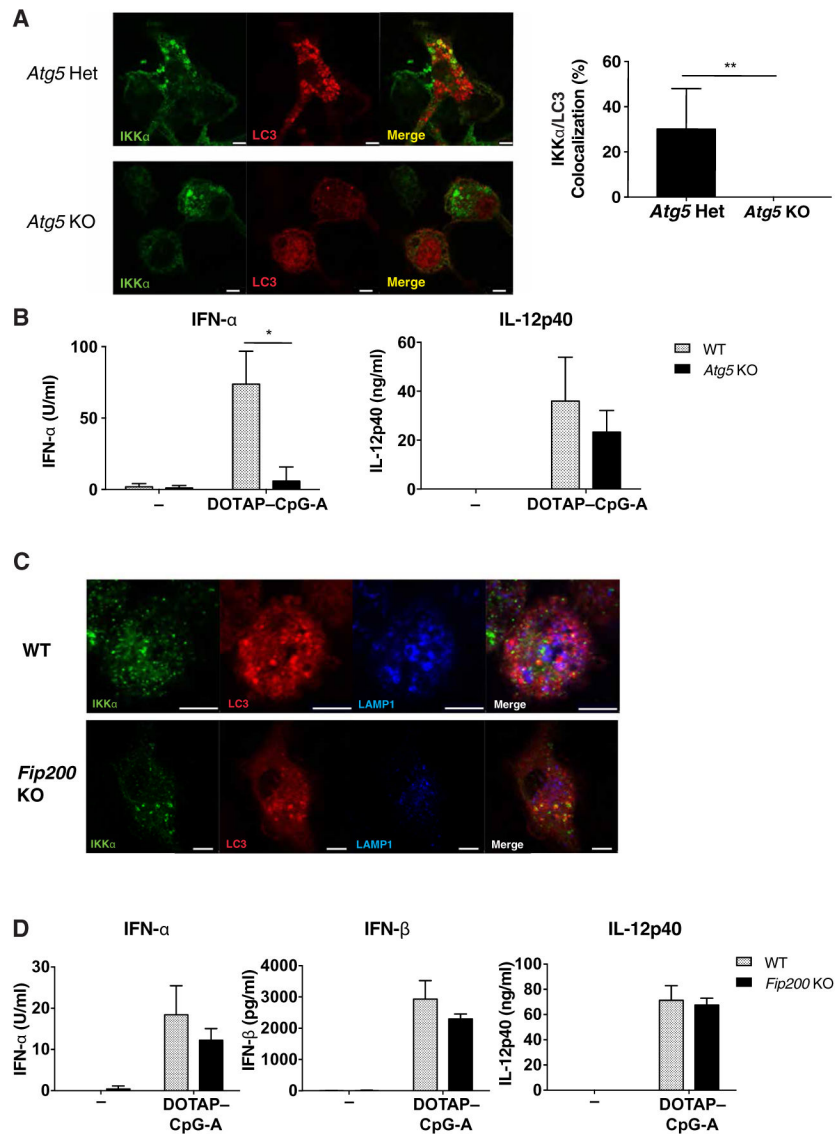 A
Atg5 Het
IKKα
LC3
Merge
Atg5 KO
IKKα
LC3
Merge
IKKα/LC3
Colocalization (%)
60
40
20
0
**
Atg5 Het
Atg5 KO
B
IFN-α
IFN-α (U/ml)
100
50
0
*
–
DOTAP–CpG-A
IL-12p40
IL-12p40 (ng/ml)
60
40
20
0
–
DOTAP–CpG-A
WT
Atg5 KO
C
WT
IKKα
LC3
LAMP1
Merge
Fip200
KO
IKKα
LC3
LAMP1
Merge
D
IFN-α
IFN-α (U/ml)
30
20
10
0
–
DOTAP–
CpG-A
IFN-β
IFN-β (pg/ml)
4000
3000
2000
1000
0
–
DOTAP–
CpG-A
IL-12p40
IL-12p40 (ng/ml)
100
80
60
40
20
0
–
DOTAP–
CpG-A
WT
Fip200 KO